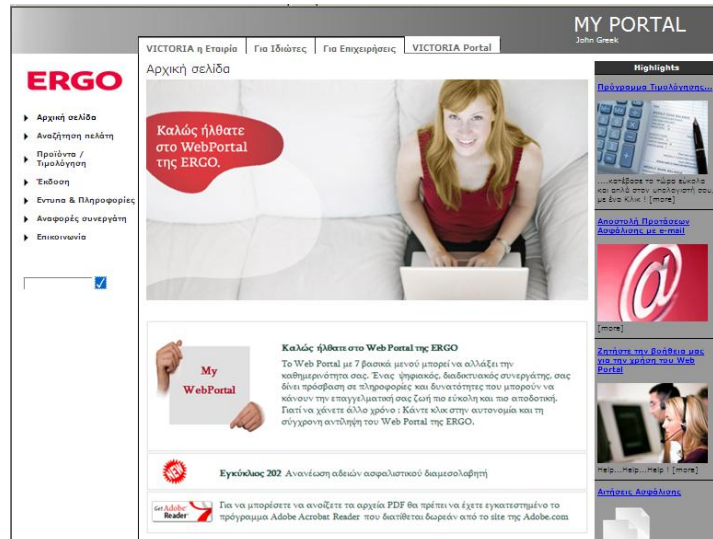 MY PORTAL
John Greek
VICTORIA η Εταιρία
Για Ιδιώτες
Για Επιχειρήσεις
VICTORIA Portal
ERGO
Αρχική σελίδα
Αναζήτηση πελάτη
Προϊόντα /
Τιμολόγηση
Έκδοση
Εντυπα & Πληροφορίες
Αναφορές συνεργάτη
Επικοινωνία
Αρχική σελίδα
Καλώς ήλθατε
στο WebPortal
της ERGO.
My
WebPortal
Καλώς ήλθατε στο Web Portal της ERGO
Το Web Portal με 7 βασικά μενού μπορεί να αλλάξει την
καθημερινότητα σας. Ένας ψηφιακός, διαδικτυακός συνεργάτης, σας
δίνει πρόσβαση σε πληροφορίες και δυνατότητες που μπορούν να
κάνουν την επαγγελματική σας ζωή πιο εύκολη και πιο αποδοτική.
Γιατί να χάνετε άλλο χρόνο : Κάντε κλικ στην αυτονομία και τη
σύγχρονη αντίληψη του Web Portal της ERGO.
NEW
Εγκύκλιος 202 Ανανέωση αδειών ασφαλιστικού διαμεσολαβητή
Get Adobe
Reader
Για να μπορέσετε να ανοίξετε τα αρχεία PDF θα πρέπει να έχετε εγκατεστημένο το
πρόγραμμα Adobe Acrobat Reader που διατίθεται δωρεάν από το site της Adobe.com
Highlights
Πρόγραμμα Τιμολόγησης...
....κατέβασε το τώρα εύκολα
και απλά στον υπολογιστή σου,
με ένα Κλικ ! [more]
Αποστολή Προτάσεων
Ασφάλισης με e-mail
@
[more]
Ζητήστε την βοήθεια μας
για την χρήση του Web
Portal
Help...Help...Help ! [more]
Αιτήσεις Ασφάλισης